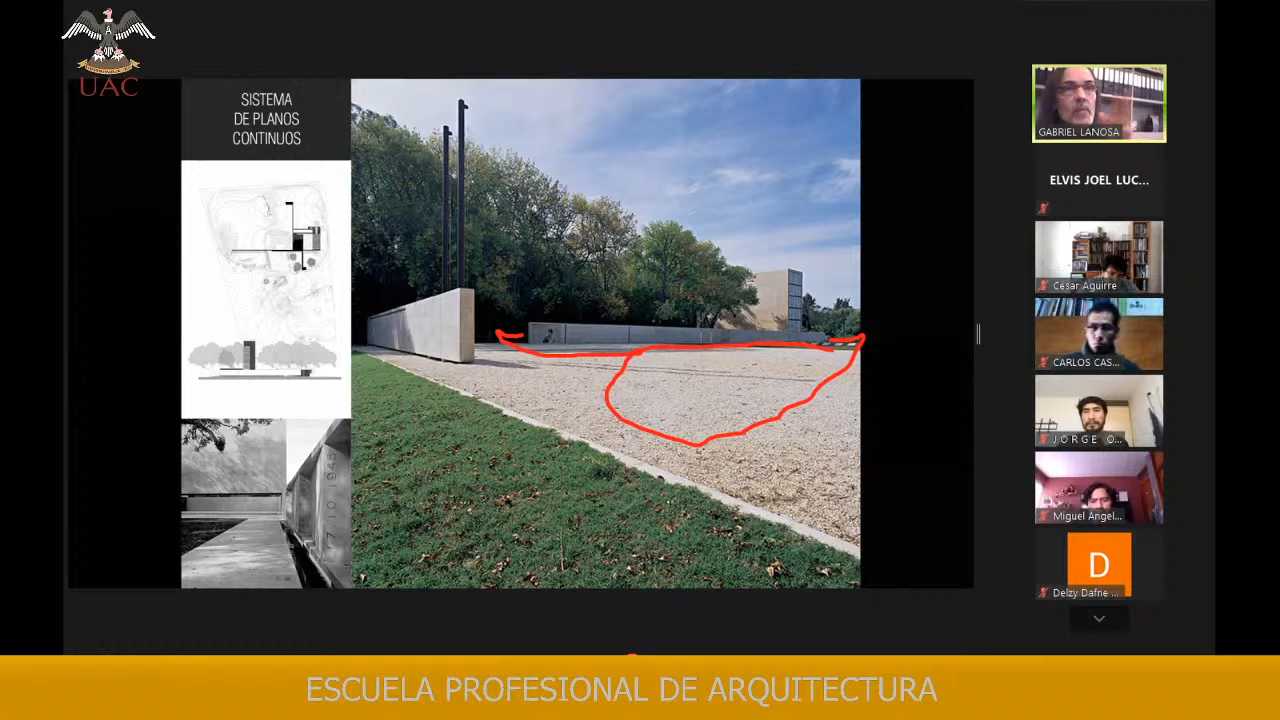 UAC
SISTEMA
DE PLANOS
CONTINUOS
GABRIEL LANOSA
ELVIS JOEL LUC...
Cesar Aguirre
CARLOS CAS...
J O R G E
Miguel Angel...
D
Delzy Dafne ...
ESCUELA PROFESIONAL DE ARQUITECTURA